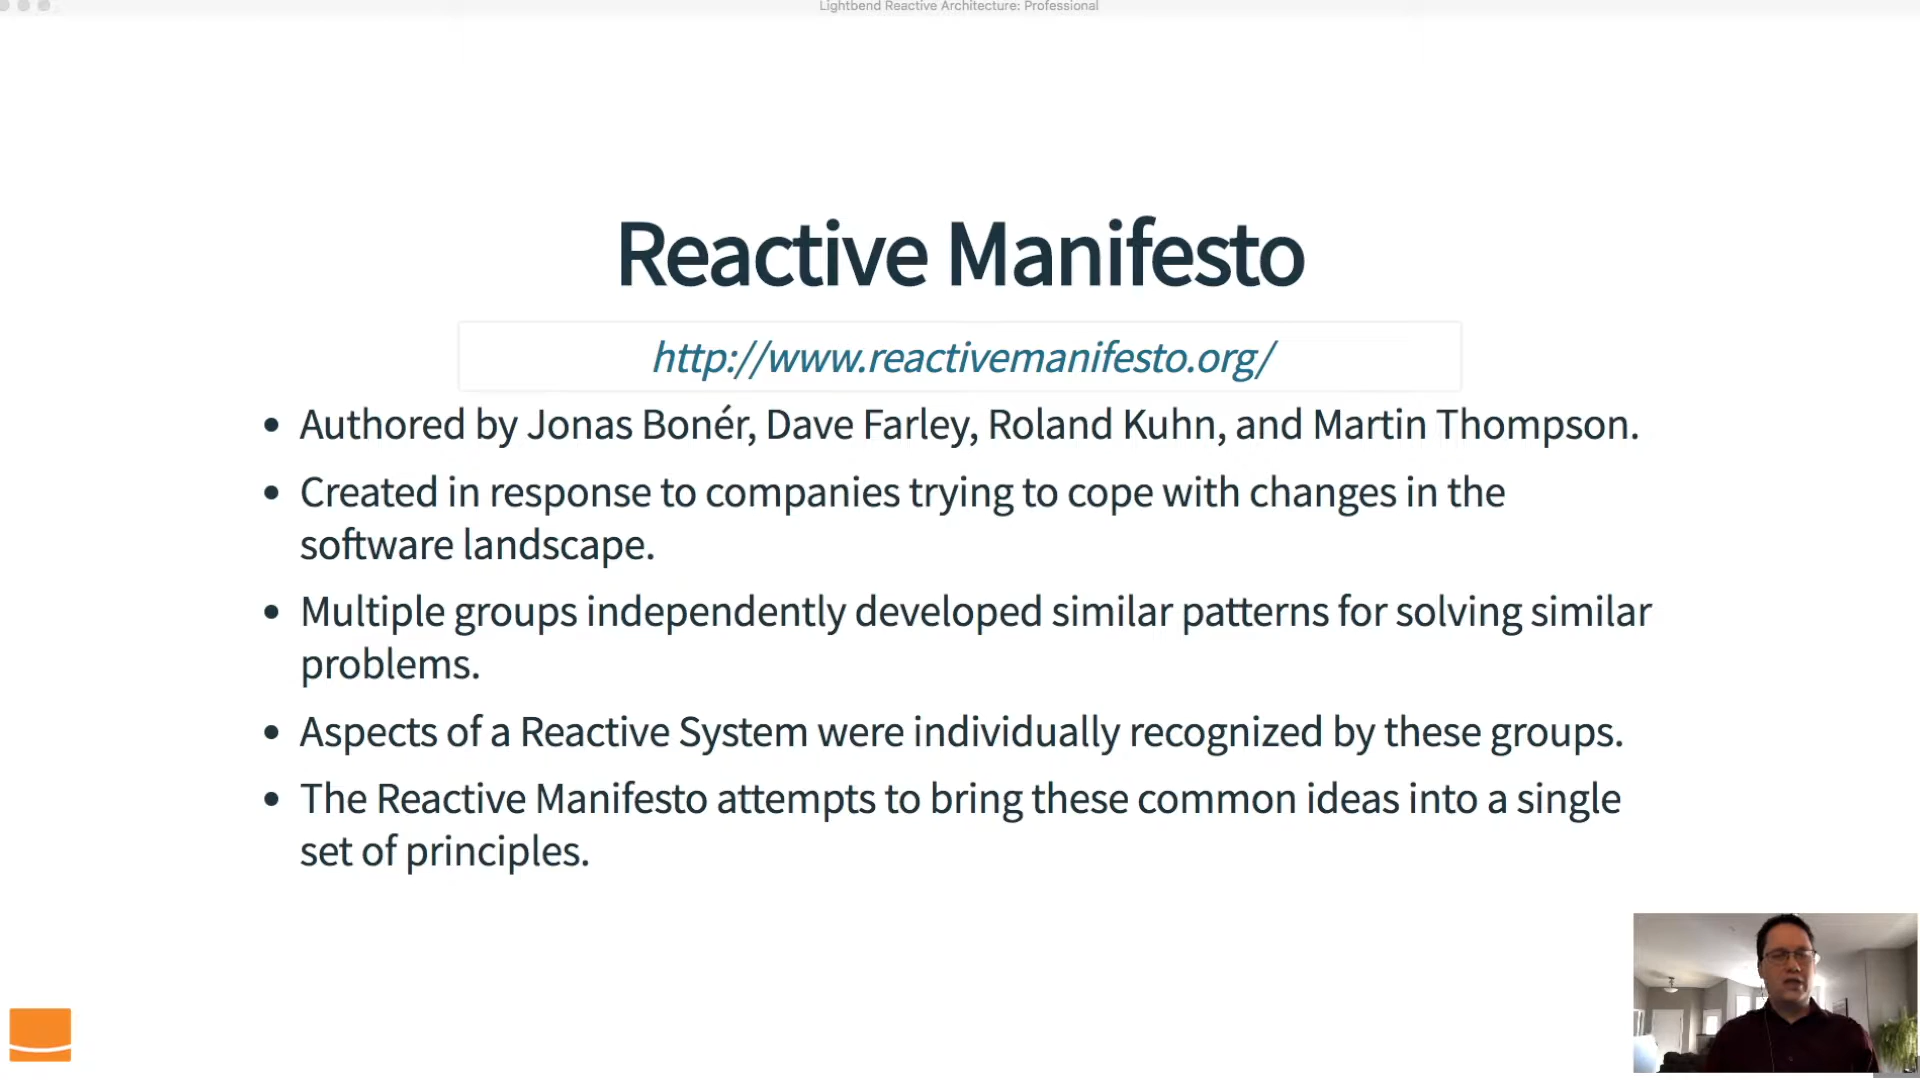 Lightbend Reactive Architecture: Professional
Reactive Manifesto
http://www.reactivemanifesto.org/
• Authored by Jonas Bonér, Dave Farley, Roland Kuhn, and Martin Thompson.
• Created in response to companies trying to cope with changes in the
software landscape.
• Multiple groups independently developed similar patterns for solving similar
problems.
• Aspects of a Reactive System were individually recognized by these groups.
• The Reactive Manifesto attempts to bring these common ideas into a single
set of principles.